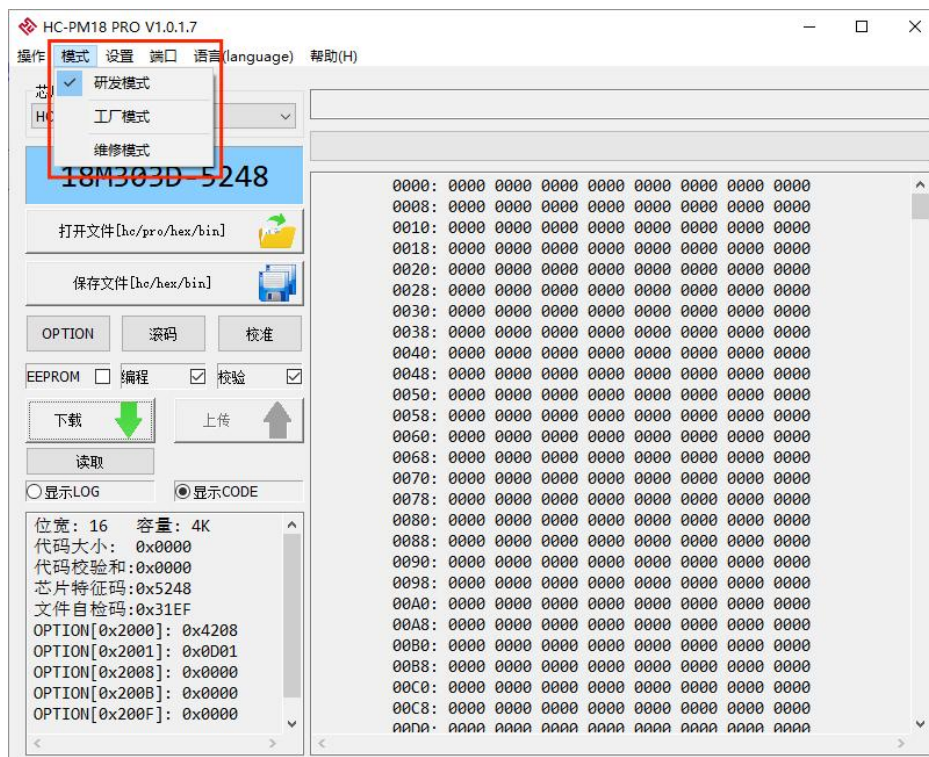 HC-PM18 PRO V1.0.1.7
操作 模式 设置 端口 语言(language) 帮助(H)
研发模式
工厂模式
维修模式
18M303D-5248
打开文件[hc/pro/hex/bin]
保存文件[hc/hex/bin]
OPTION 滚码 校准
EEPROM 编程 校验
下载 上传
读取
显示LOG 显示CODE
位宽: 16 容量: 4K
代码大小: 0x0000
代码校验和:0x0000
芯片特征码:0x5248
文件自检码:0x31EF
OPTION[0x2000]: 0x4208
OPTION[0x2001]: 0x0D01
OPTION[0x2008]: 0x0000
OPTION[0x200B]: 0x0000
OPTION[0x200F]: 0x0000
0000: 0000 0000 0000 0000 0000 0000 0000 0000
0008: 0000 0000 0000 0000 0000 0000 0000 0000
0010: 0000 0000 0000 0000 0000 0000 0000 0000
0018: 0000 0000 0000 0000 0000 0000 0000 0000
0020: 0000 0000 0000 0000 0000 0000 0000 0000
0028: 0000 0000 0000 0000 0000 0000 0000 0000
0030: 0000 0000 0000 0000 0000 0000 0000 0000
0038: 0000 0000 0000 0000 0000 0000 0000 0000
0040: 0000 0000 0000 0000 0000 0000 0000 0000
0048: 0000 0000 0000 0000 0000 0000 0000 0000
0050: 0000 0000 0000 0000 0000 0000 0000 0000
0058: 0000 0000 0000 0000 0000 0000 0000 0000
0060: 0000 0000 0000 0000 0000 0000 0000 0000
0068: 0000 0000 0000 0000 0000 0000 0000 0000
0070: 0000 0000 0000 0000 0000 0000 0000 0000
0078: 0000 0000 0000 0000 0000 0000 0000 0000
0080: 0000 0000 0000 0000 0000 0000 0000 0000
0088: 0000 0000 0000 0000 0000 0000 0000 0000
0090: 0000 0000 0000 0000 0000 0000 0000 0000
0098: 0000 0000 0000 0000 0000 0000 0000 0000
00A0: 0000 0000 0000 0000 0000 0000 0000 0000
00A8: 0000 0000 0000 0000 0000 0000 0000 0000
00B0: 0000 0000 0000 0000 0000 0000 0000 0000
00B8: 0000 0000 0000 0000 0000 0000 0000 0000
00C0: 0000 0000 0000 0000 0000 0000 0000 0000
00C8: 0000 0000 0000 0000 0000 0000 0000 0000
00D0: 0000 0000 0000 0000 0000 0000 0000 0000